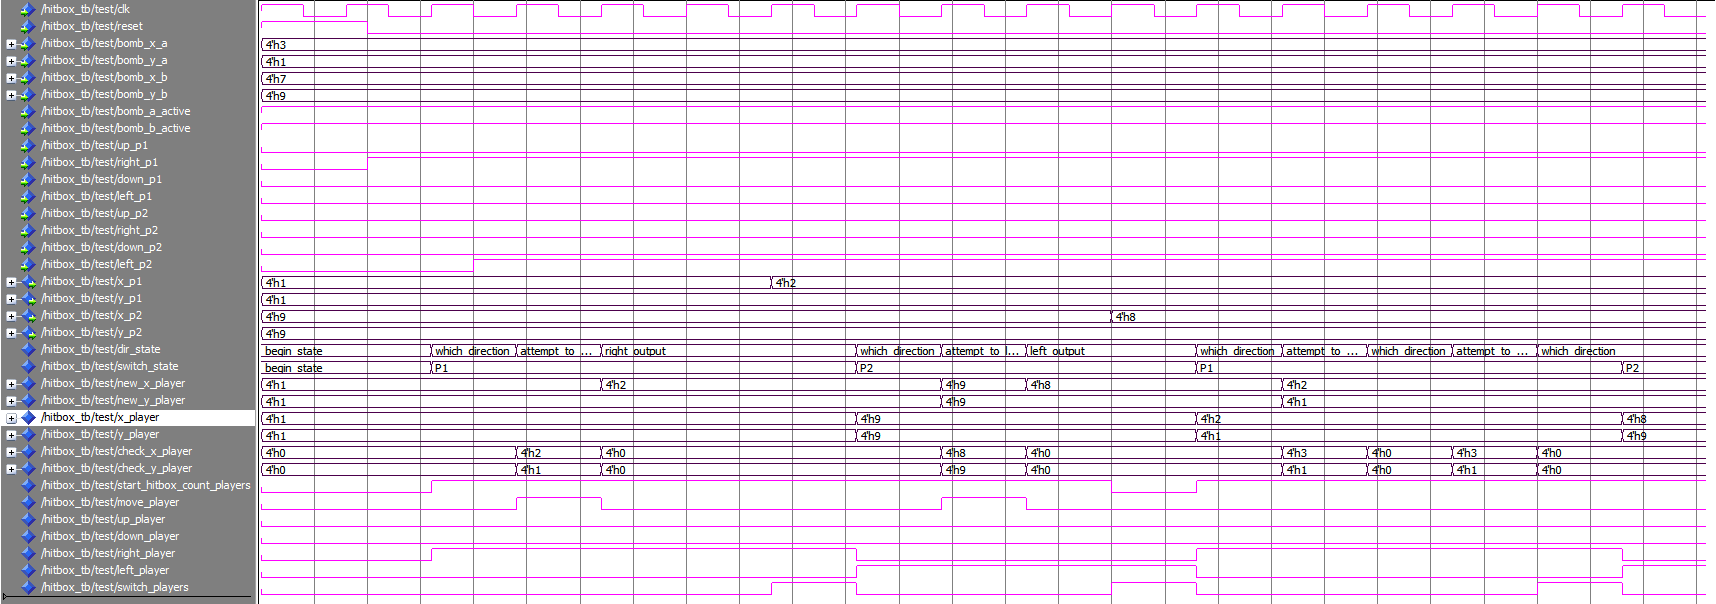 /hitbox_tb/test/clk
/hitbox_tb/test/reset
/hitbox_tb/test/bomb_x_a 4'h3
/hitbox_tb/test/bomb_y_a 4'h1
/hitbox_tb/test/bomb_x_b 4'h7
/hitbox_tb/test/bomb_y_b 4'h9
/hitbox_tb/test/bomb_a_active
/hitbox_tb/test/bomb_b_active
/hitbox_tb/test/up_p1
/hitbox_tb/test/right_p1
/hitbox_tb/test/down_p1
/hitbox_tb/test/left_p1
/hitbox_tb/test/up_p2
/hitbox_tb/test/right_p2
/hitbox_tb/test/down_p2
/hitbox_tb/test/left_p2
/hitbox_tb/test/x_p1 4'h1 4'h2
/hitbox_tb/test/y_p1 4'h1
/hitbox_tb/test/x_p2 4'h9 4'h8
/hitbox_tb/test/y_p2 4'h9
/hitbox_tb/test/dir_state begin_state which_direction attempt_to_... right_output which_direction attempt_to_l... left_output which_direction attempt_to_... which_direction attempt_to_... which_direction
/hitbox_tb/test/switch_state begin_state P1 P2 P1 P2
/hitbox_tb/test/new_x_player 4'h1 4'h2 4'h9 4'h8 4'h2
/hitbox_tb/test/new_y_player 4'h1 4'h9 4'h1
/hitbox_tb/test/x_player 4'h1 4'h9 4'h2 4'h8
/hitbox_tb/test/y_player 4'h1 4'h9 4'h1 4'h9
/hitbox_tb/test/check_x_player 4'h0 4'h2 4'h0 4'h8 4'h0 4'h3 4'h0 4'h3 4'h0
/hitbox_tb/test/check_y_player 4'h0 4'h1 4'h0 4'h9 4'h0 4'h1 4'h0 4'h1 4'h0
/hitbox_tb/test/start_hitbox_count_players
/hitbox_tb/test/move_player
/hitbox_tb/test/up_player
/hitbox_tb/test/down_player
/hitbox_tb/test/right_player
/hitbox_tb/test/left_player
/hitbox_tb/test/switch_players